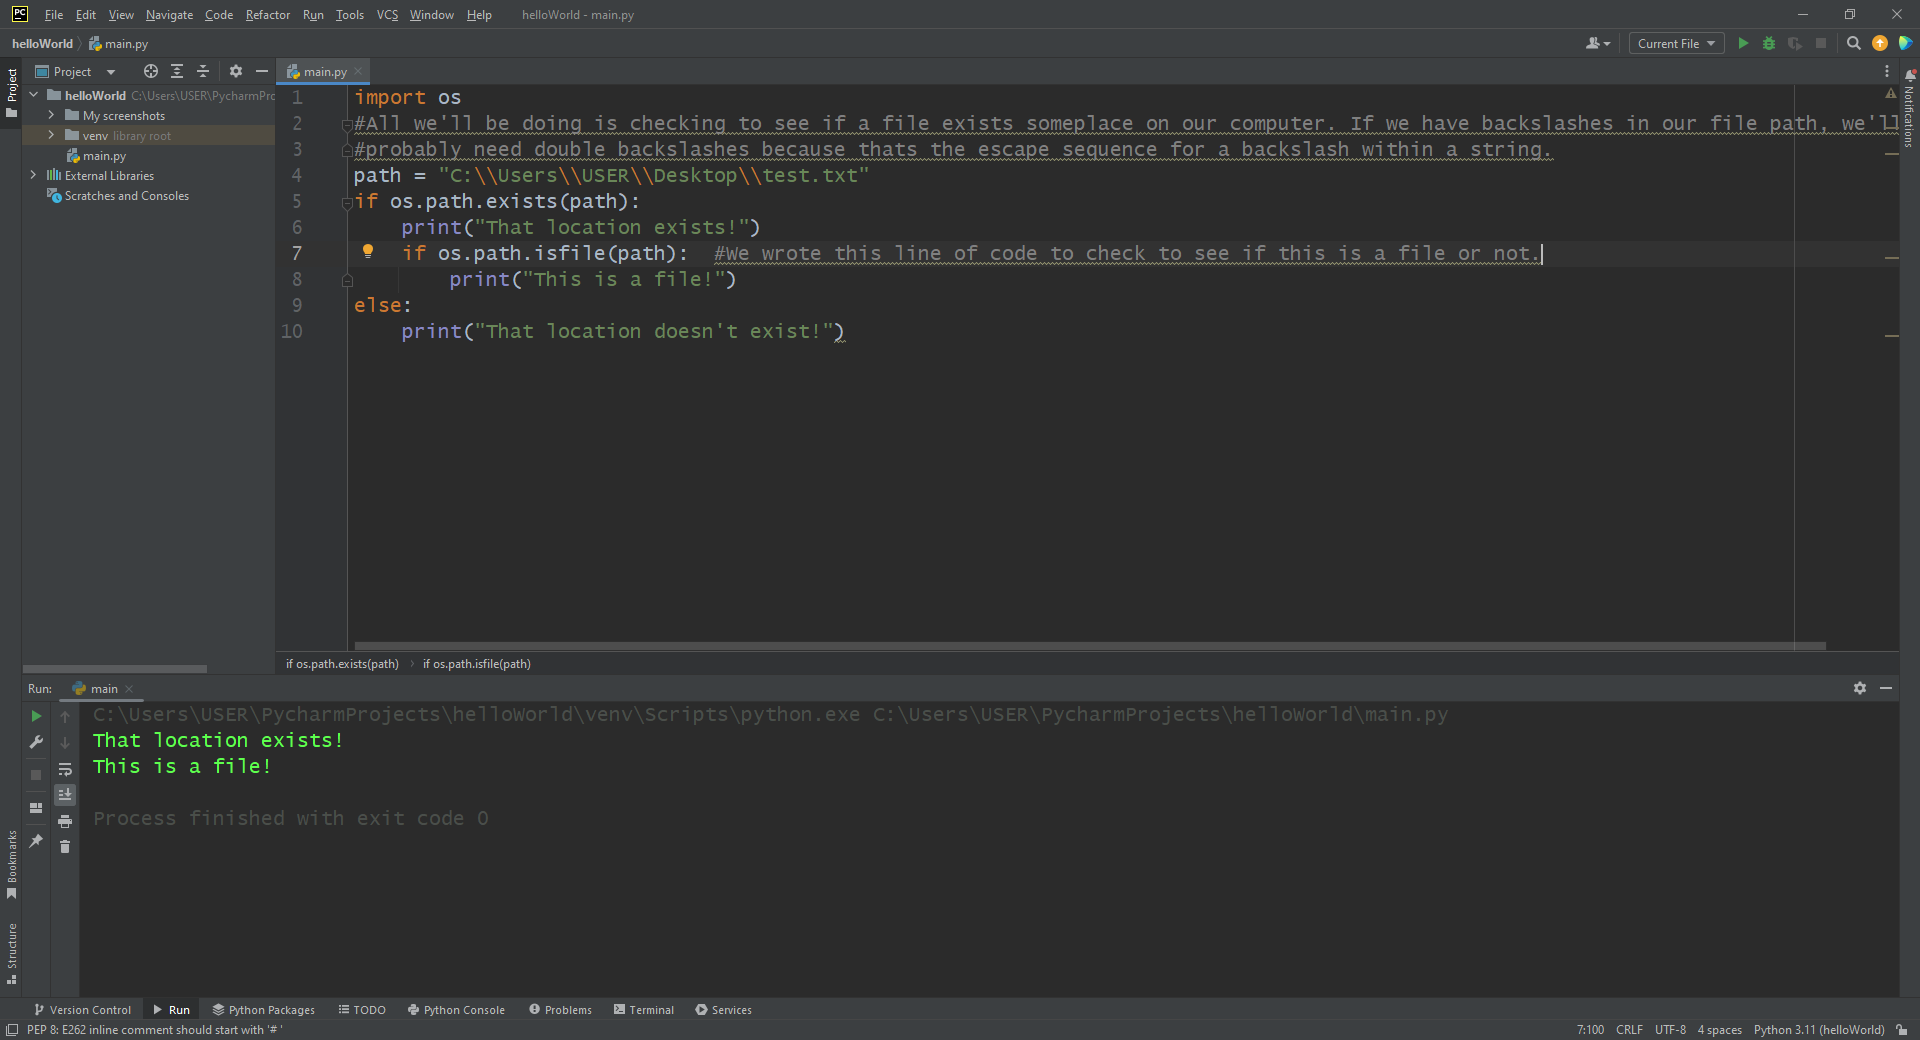 PC File Edit View Navigate Code Refactor Run Tools VCS Window Help helloWorld - main.py
helloWorld main.py Current File
Project main.py
helloWorld C:\Users\USER\PycharmPro
My screenshots
venv library root
main.py
External Libraries
Scratches and Consoles
Project
Notifications
1 import os
2 #All we'll be doing is checking to see if a file exists someplace on our computer. If we have backslashes in our file path, we'll
3 #probably need double backslashes because thats the escape sequence for a backslash within a string.
4 path = "C:\\Users\\USER\\Desktop\\test.txt"
5 if os.path.exists(path):
6 print("That location exists!")
7 if os.path.isfile(path): #We wrote this line of code to check to see if this is a file or not.
8 print("This is a file!")
9 else:
10 print("That location doesn't exist!")
if os.path.exists(path) › if os.path.isfile(path)
Run: main
C:\Users\USER\PycharmProjects\helloWorld\venv\Scripts\python.exe C:\Users\USER\PycharmProjects\helloWorld\main.py
That location exists!
This is a file!
Process finished with exit code 0
Bookmarks
Structure
Version Control Run Python Packages TODO Python Console Problems Terminal Services
PEP 8: E262 inline comment should start with '# ' 7:100 CRLF UTF-8 4 spaces Python 3.11 (helloWorld)